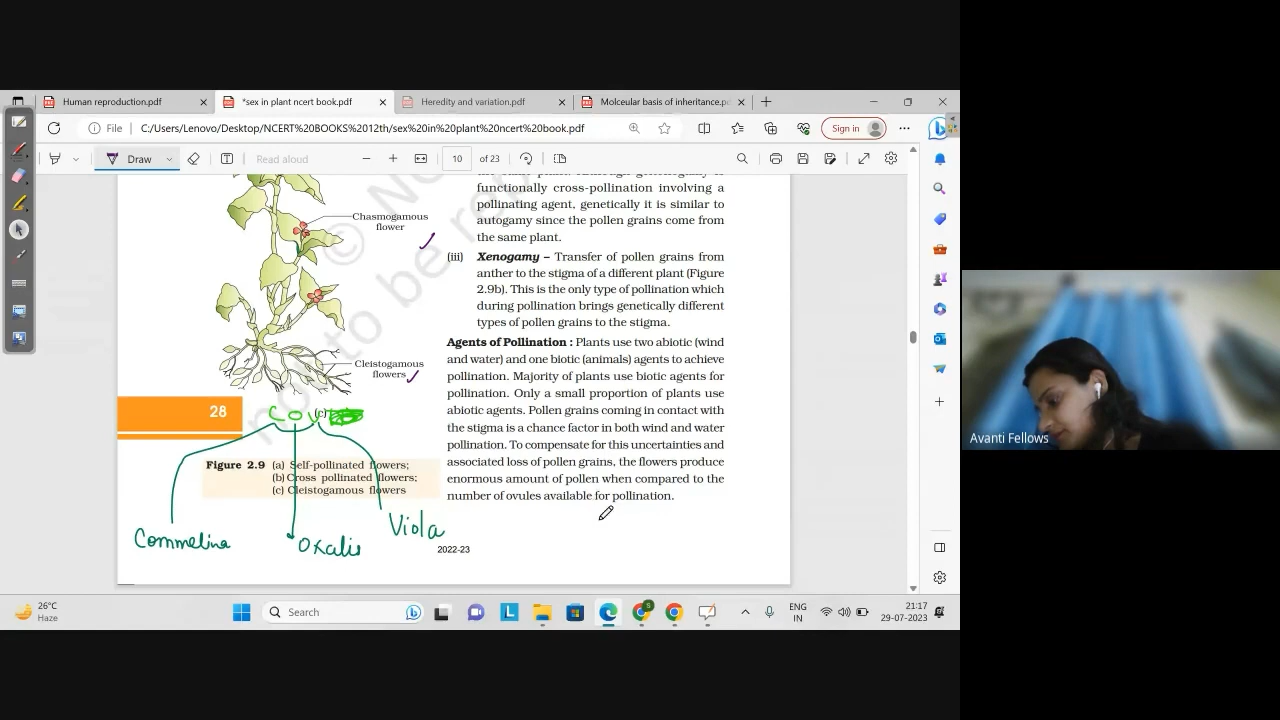 Human reproduction.pdf
*sex in plant ncert book.pdf
Heredity and variation.pdf
Molceular basis of inheritance.pd
File
C:/Users/Lenovo/Desktop/NCERT%20BOOKS%2012th/sex%20in%20plant%20ncert%20book.pdf
Sign in
Draw
Read aloud
10 of 23
functionally cross-pollination involving a
pollinating agent, genetically it is similar to
autogamy since the pollen grains come from
the same plant.
(iii) Xenogamy – Transfer of pollen grains from
anther to the stigma of a different plant (Figure
2.9b). This is the only type of pollination which
during pollination brings genetically different
types of pollen grains to the stigma.
Agents of Pollination : Plants use two abiotic (wind
and water) and one biotic (animals) agents to achieve
pollination. Majority of plants use biotic agents for
pollination. Only a small proportion of plants use
abiotic agents. Pollen grains coming in contact with
the stigma is a chance factor in both wind and water
pollination. To compensate for this uncertainties and
associated loss of pollen grains, the flowers produce
enormous amount of pollen when compared to the
number of ovules available for pollination.
Chasmogamous
flower
Cleistogamous
flowers
28
COV
(c)
Figure 2.9 (a) Self-pollinated flowers;
(b) Cross pollinated flowers;
(c) Cleistogamous flowers
Commelina
Oxalis
Viola
2022-23
© NC
not to be rep
Avanti Fellows
26°C
Haze
Search
ENG
IN
21:17
29-07-2023